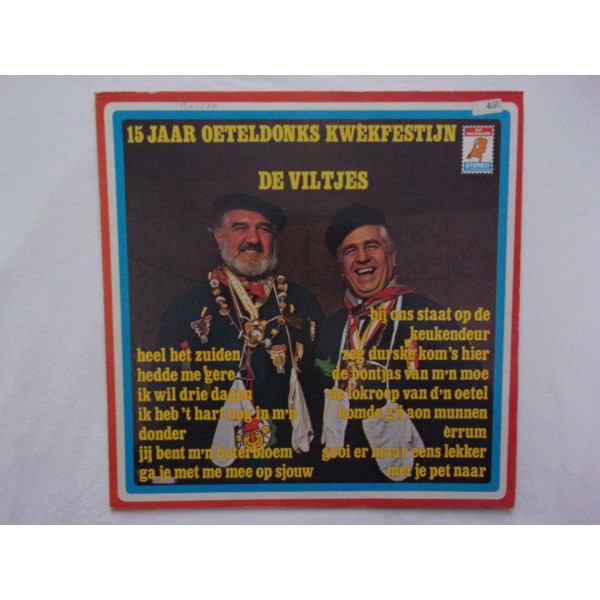 15 JAAR OETELDONKS KWÈKFESTIJN
DE VILTJES
STEREO
heel het zuiden
hedde me gère
ik wil drie dagen
ik heb 't hart nog in m'n
donder
jij bent m'n boterbloem
ga je met me mee op sjouw
bij ons staat op de
keukendeur
zeg durske kom's hier
de bontjas van m'n moe
de lokroep van d'n oetel
komde gij aon munnen
èrrum
gooi er maar eens lekker
met je pet naar